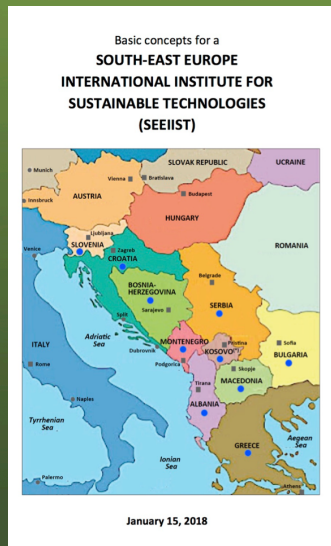 Basic concepts for a
SOUTH-EAST EUROPE
INTERNATIONAL INSTITUTE FOR
SUSTAINABLE TECHNOLOGIES
(SEEIIST)
SLOVAK REPUBLIC
UCRAINE
Munich
Vienna
Bratislava
Innsbruck
AUSTRIA
Budapest
HUNGARY
Ljubljana
SLOVENIA
Zagreb
ROMANIA
Venice
CROATIA
BOSNIA-
HERZEGOVINA
Belgrade
Sarajevo
SERBIA
Split
Adriatic
Sea
ITALY
MONTENEGRO
Pristina
KOSOVO
Sofia
Dubrovnik
BULGARIA
Rome
Podgorica
Skopje
MACEDONIA
Tirana
Naples
ALBANIA
Tyrrhenian
Sea
GREECE
Aegean
Sea
Ionian
Sea
Palermo
Athens
January 15, 2018